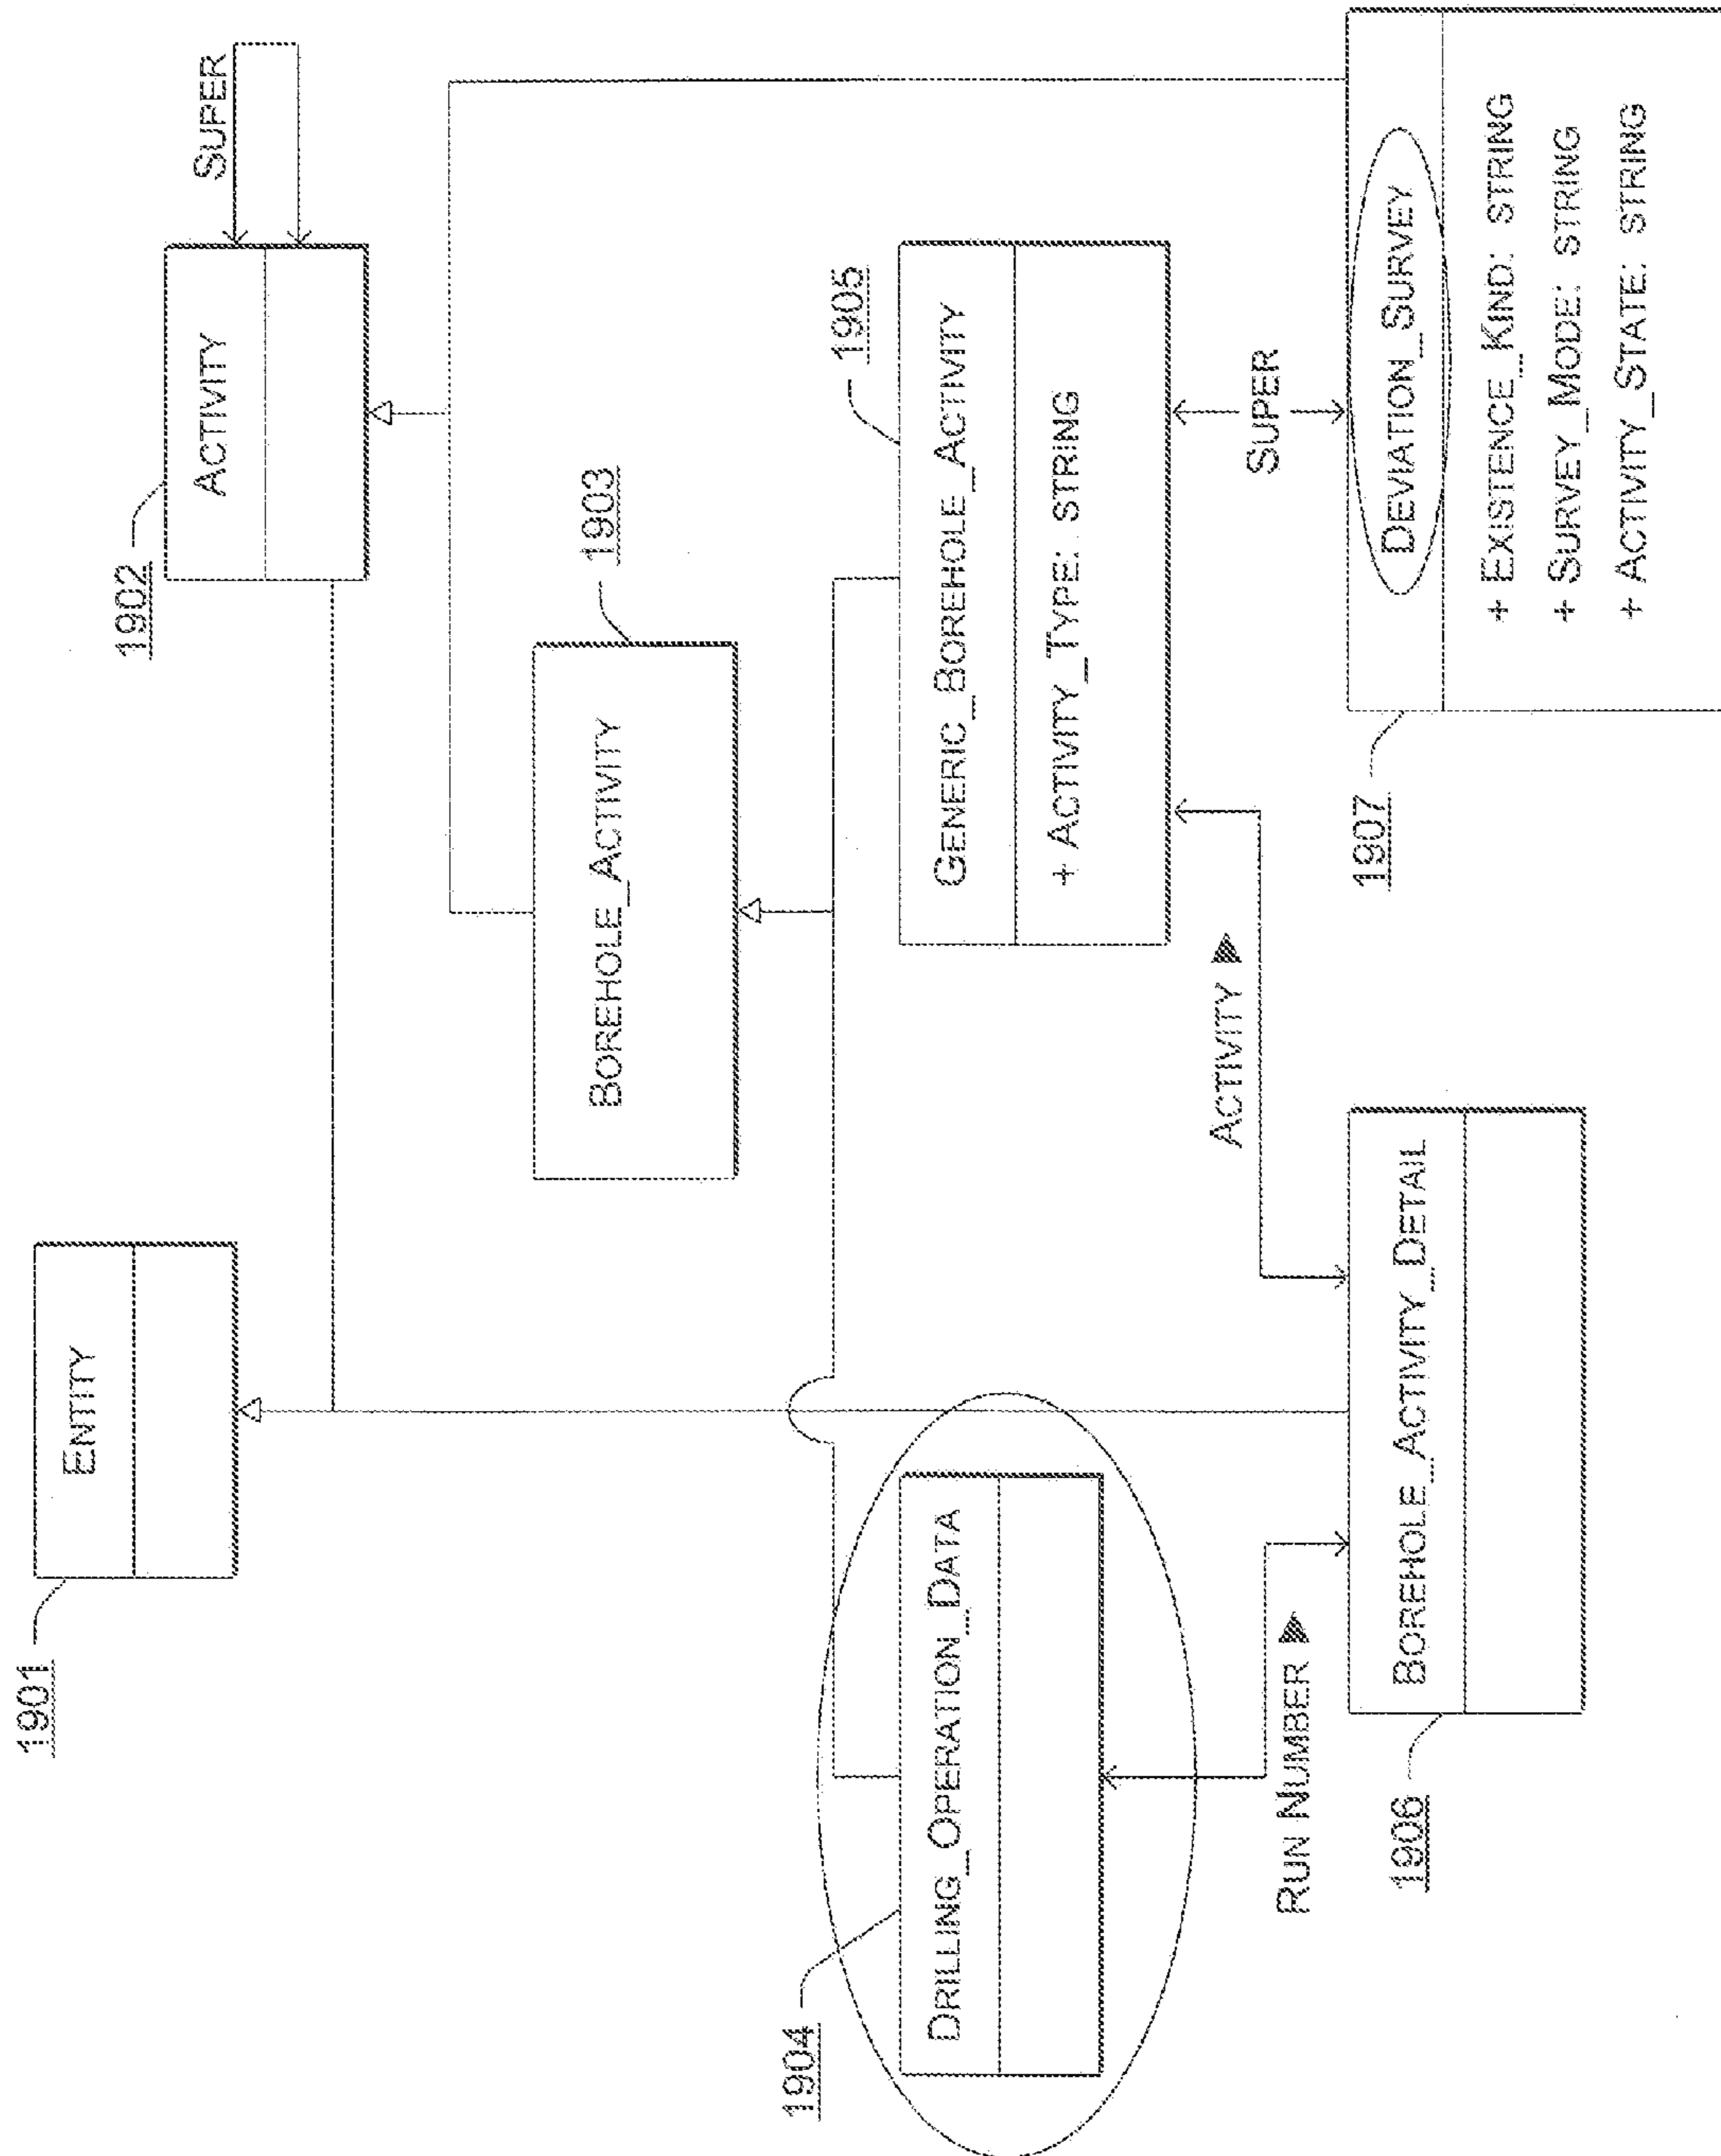 1901
ENTITY
1902
ACTIVITY
SUPER
1903
BOREHOLE_ACTIVITY
1904
DRILLING_OPERATION_DATA
1905
GENERIC_BOREHOLE_ACTIVITY
+ ACTIVITY_TYPE: STRING
RUN NUMBER ▶
ACTIVITY ▶
SUPER
1906
BOREHOLE_ACTIVITY_DETAIL
1907
DEVIATION_SURVEY
+ EXISTENCE_KIND: STRING
+ SURVEY_MODE: STRING
+ ACTIVITY_STATE: STRING